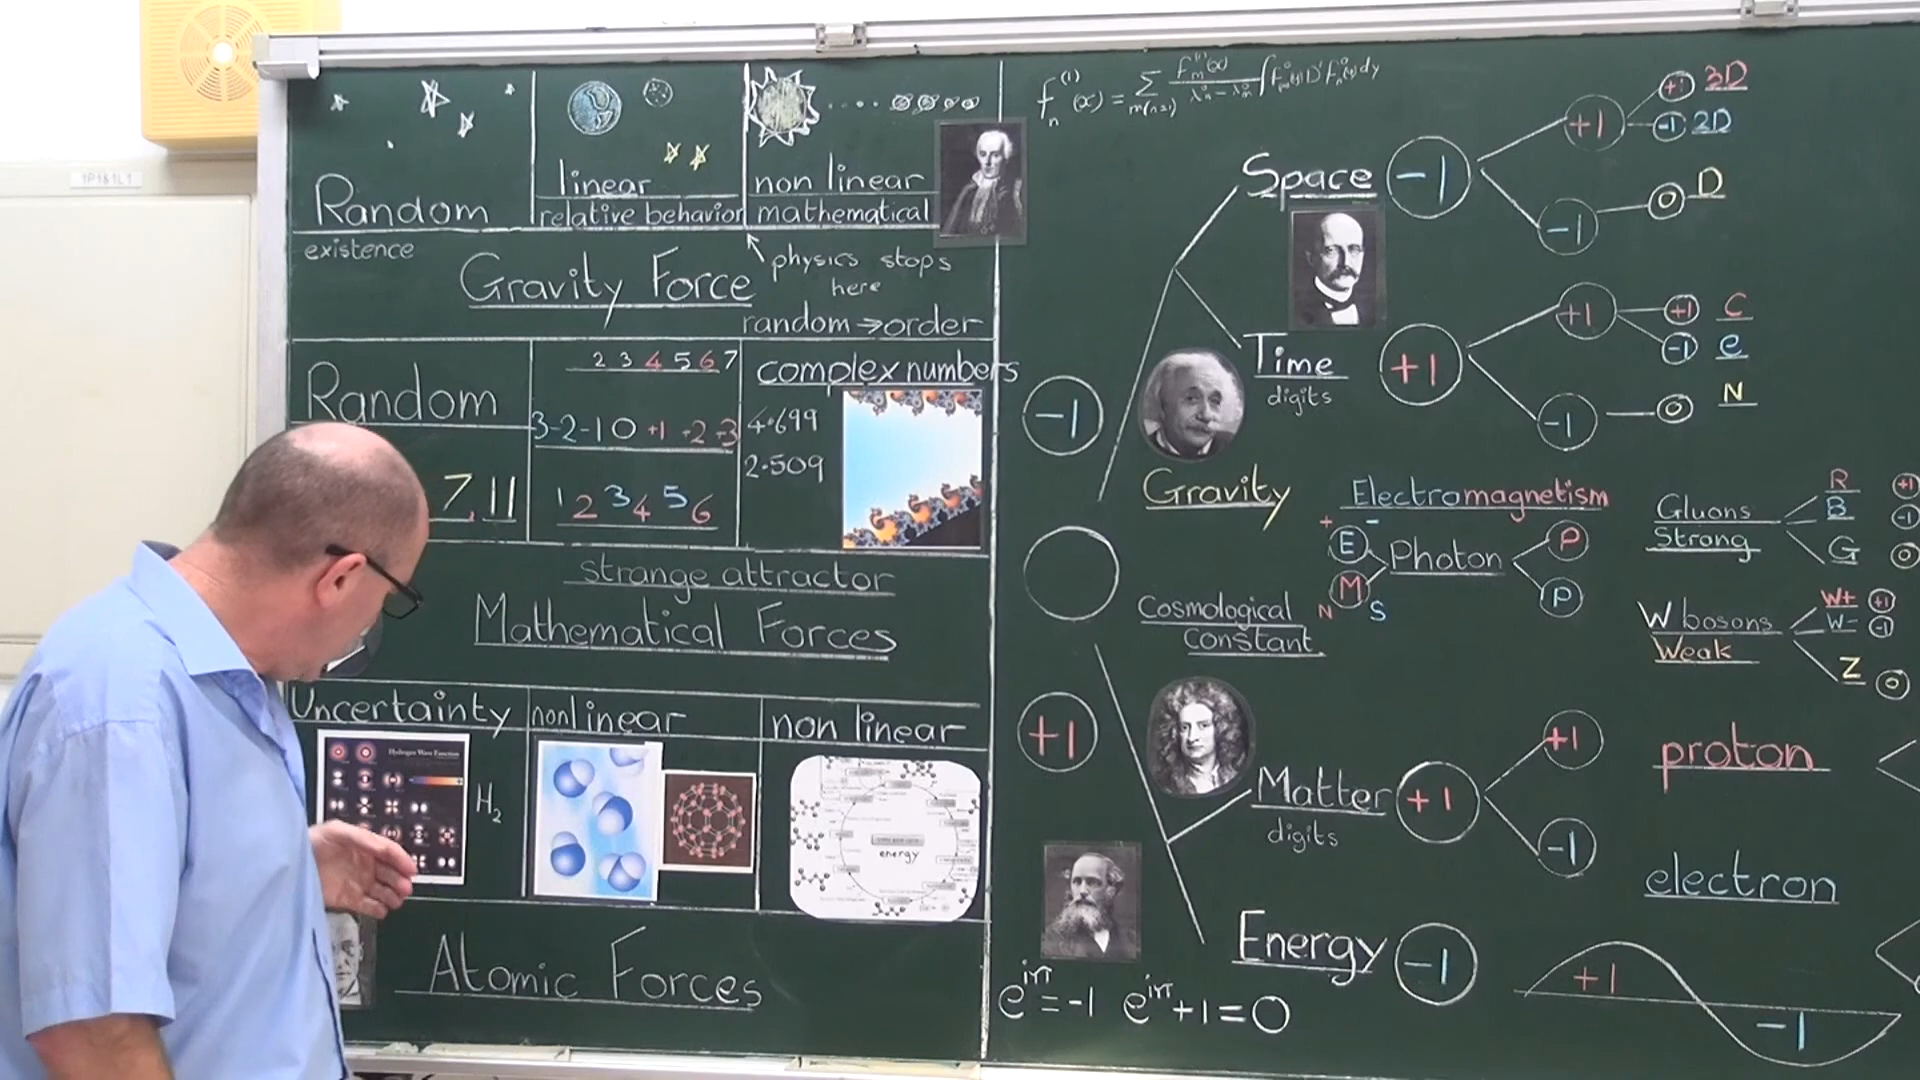 1P161L1
Random
existence
linear
relative behavior
non linear
mathematical
Gravity Force
physics stops
here
random → order
Random
7, 11
2 3 4 5 6 7
3-2-1 0 +1 +2 +3
1 2 3 4 5 6
complex numbers
4.699
2.509
strange attractor
Mathematical Forces
Uncertainty
nonlinear
non linear
Hydrogen Wave Function
H2
energy
Atomic Forces
Space
-1
+1
+1 3D
-1 2D
-1
0 D
Time
digits
+1
+1
+1 C
-1 e
-1
0 N
-1
Gravity
Electromagnetism
+ -
E
M
N S
Photon
P
P
Gluons
Strong
R +1
B -1
G 0
Cosmological
constant.
W bosons
Weak
W+ +1
W- -1
Z 0
+1
Matter
digits
+1
+1
-1
proton
electron
Energy
-1
+1
-1
e^iπ = -1 e^iπ + 1 = 0